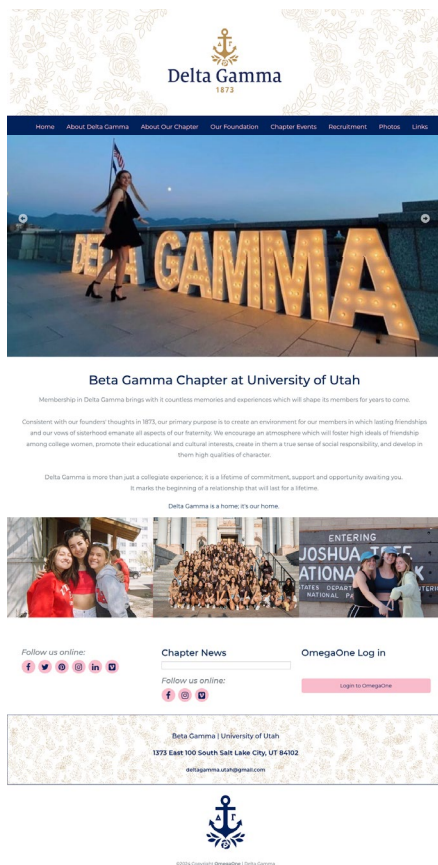 Delta Gamma
1873
Home About Delta Gamma About Our Chapter Our Foundation Chapter Events Recruitment Photos Links
DELTA GAMMA
Beta Gamma Chapter at University of Utah
Membership in Delta Gamma brings with it countless memories and experiences which will shape its members for years to come.
Consistent with our founders' thoughts in 1873, our primary purpose is to create an environment for our members in which lasting friendships
and our vows of sisterhood emanate all aspects of our fraternity. We encourage an atmosphere which will foster high ideals of friendship
among college women, promote their educational and cultural interests, create in them a true sense of social responsibility, and develop in
them high qualities of character.
Delta Gamma is more than just a collegiate experience; it is a lifetime of commitment, support and opportunity awaiting you.
It marks the beginning of a relationship that will last for a lifetime.
Delta Gamma is a home; it's our home.
ENTERING
JOSHUA TREE
NATIONAL PARK
NATIONAL
Follow us online:
Chapter News
Follow us online:
OmegaOne Log in
Login to OmegaOne
Beta Gamma | University of Utah
1373 East 100 South Salt Lake City, UT 84102
deltagamma.utah@gmail.com
Δ Γ
©2024 Copyright OmegaOne | Delta Gamma